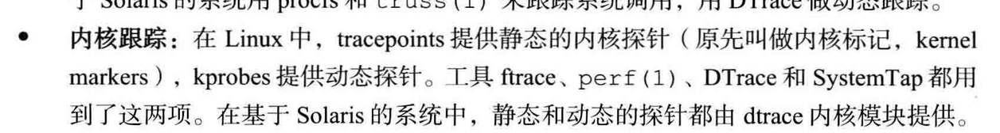 于 Solaris 的系统用 procfs 和 truss(1) 来跟踪系统调用，用 DTrace 做动态跟踪。
• 内核跟踪：在 Linux 中，tracepoints 提供静态的内核探针（原先叫做内核标记，kernel
markers），kprobes 提供动态探针。工具 ftrace、perf(1)、DTrace 和 SystemTap 都用
到了这两项。在基于 Solaris 的系统中，静态和动态的探针都由 dtrace 内核模块提供。